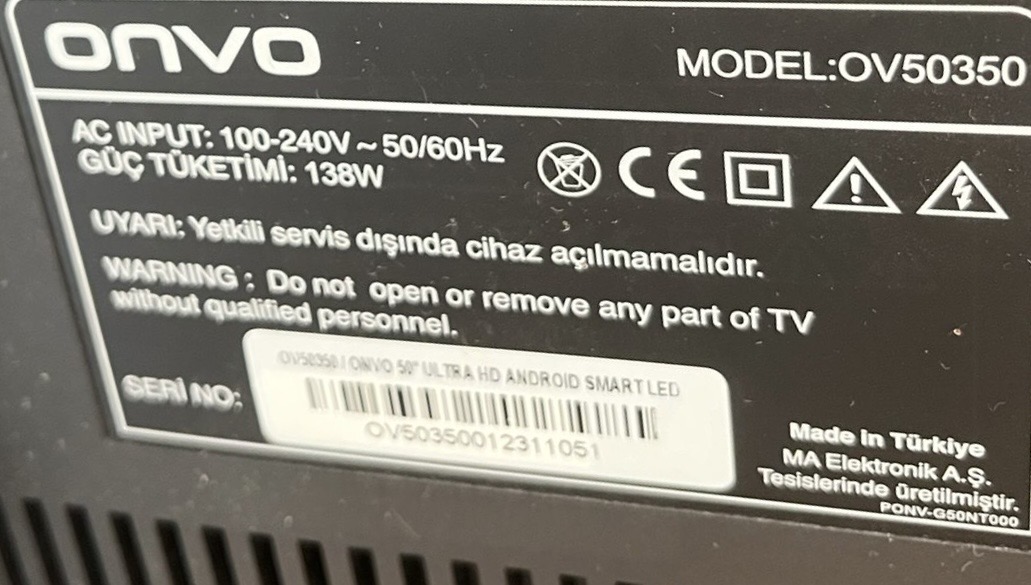 ONVO
MODEL:OV50350
AC INPUT: 100-240V ~ 50/60Hz
GÜÇ TÜKETİMİ: 138W
UYARI: Yetkili servis dışında cihaz açılmamalıdır.
WARNING : Do not open or remove any part of TV
without qualified personnel.
SERİ NO:
OV50350 / ONVO 50" ULTRA HD ANDROID SMART LED
OV50350012311051
Made in Türkiye
MA Elektronik A.Ş.
Tesislerinde üretilmiştir.
PONV-G50NT000